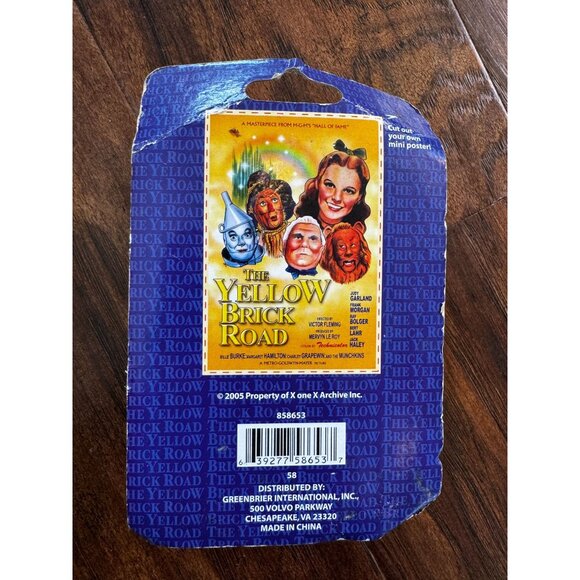 A MASTERPIECE FROM M-G-M'S "HALL OF FAME"
Cut out
your own
mini poster!
THE
YELLOW
BRICK
ROAD
JUDY
GARLAND
FRANK
MORGAN
RAY
BOLGER
BERT
LAHR
JACK
HALEY
DIRECTED BY
VICTOR FLEMING
PRODUCED BY
MERVYN LE ROY
Technicolor
BILLIE BURKE, MARGARET HAMILTON, CHARLEY GRAPEWIN AND THE MUNCHKINS
A METRO-GOLDWYN-MAYER PICTURE
© 2005 Property of X one X Archive Inc.
858653
6 39277 58653 7
58
DISTRIBUTED BY:
GREENBRIER INTERNATIONAL, INC.,
500 VOLVO PARKWAY
CHESAPEAKE, VA 23320
MADE IN CHINA
THE YELLOW BRICK ROAD